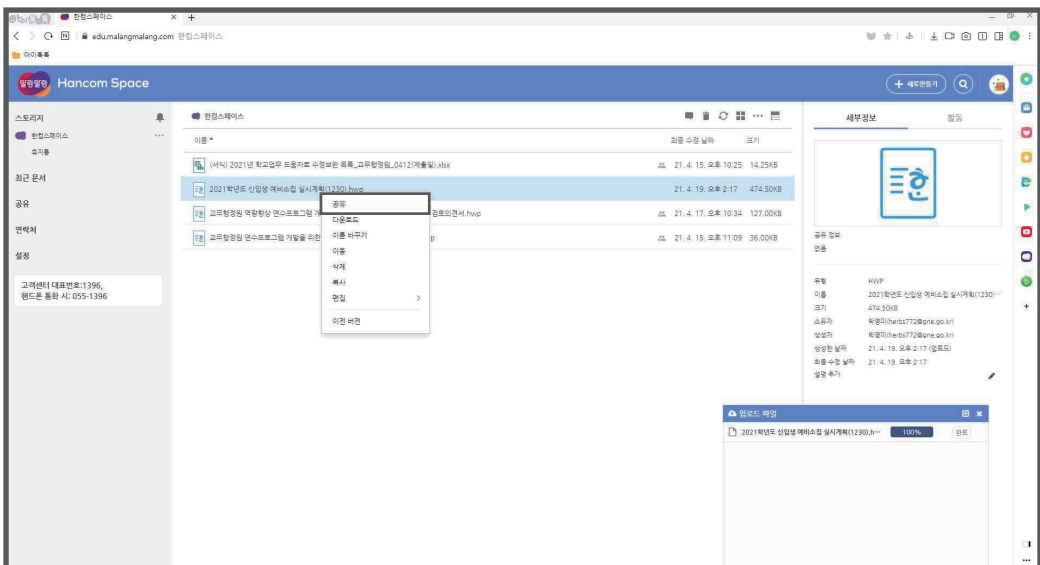 한컴스페이스
edu.malangmalang.com 한컴스페이스
아이톡톡
말랑말랑 Hancom Space
+ 새로만들기
스토리지
한컴스페이스
휴지통
최근 문서
공유
연락처
설정
고객센터 대표번호:1396,
핸드폰 통화 시: 055-1396
한컴스페이스
이름
최종 수정 날짜 크기
(서식) 2021년 학교업무 도움자료 수정보완 목록_교무행정원_0412(제출일).xlsx 21. 4. 15. 오후 10:25 14.25KB
2021학년도 신입생 예비소집 실시계획(1230).hwp 21. 4. 19. 오후 2:17 474.50KB
교무행정원 역량향상 연수프로그램 개 검토의견서.hwp 21. 4. 17. 오후 10:34 127.00KB
교무행정원 연수프로그램 개발을 위한 p 21. 4. 15. 오후 11:09 36.00KB
공유
다운로드
이름 바꾸기
이동
삭제
복사
편집 >
이전 버전
세부정보 활동
공유 정보
안됨
유형 HWP
이름 2021학년도 신입생 예비소집 실시계획(1230)···
크기 474.50KB
소유자 (herbs772@gne.go.kr)
생성자 (herbs772@gne.go.kr)
생성한 날짜 21. 4. 19. 오후 2:17 (업로드)
최종 수정 날짜 21. 4. 19. 오후 2:17
설명 추가
업로드 파일
2021학년도 신입생 예비소집 실시계획(1230).h··· 100% 완료